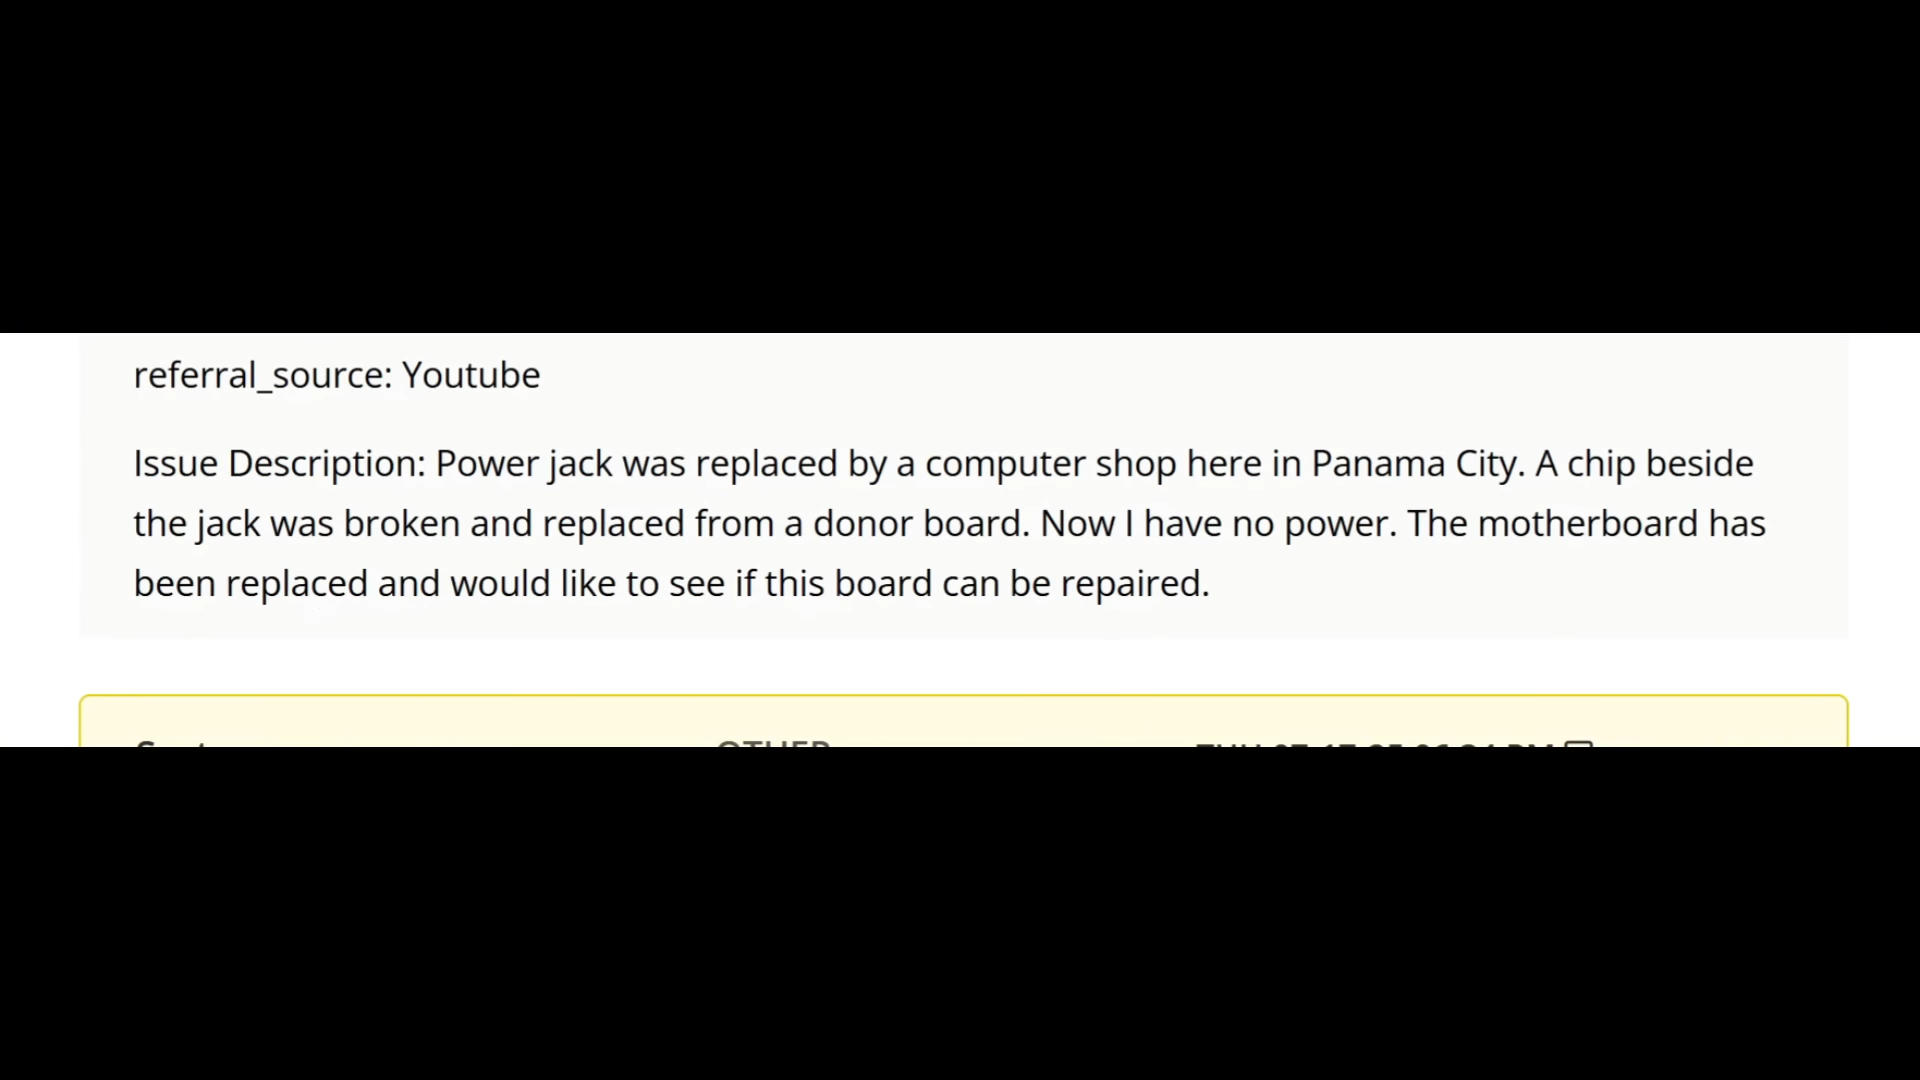 referral_source: Youtube
Issue Description: Power jack was replaced by a computer shop here in Panama City. A chip beside
the jack was broken and replaced from a donor board. Now I have no power. The motherboard has
been replaced and would like to see if this board can be repaired.
OTHER